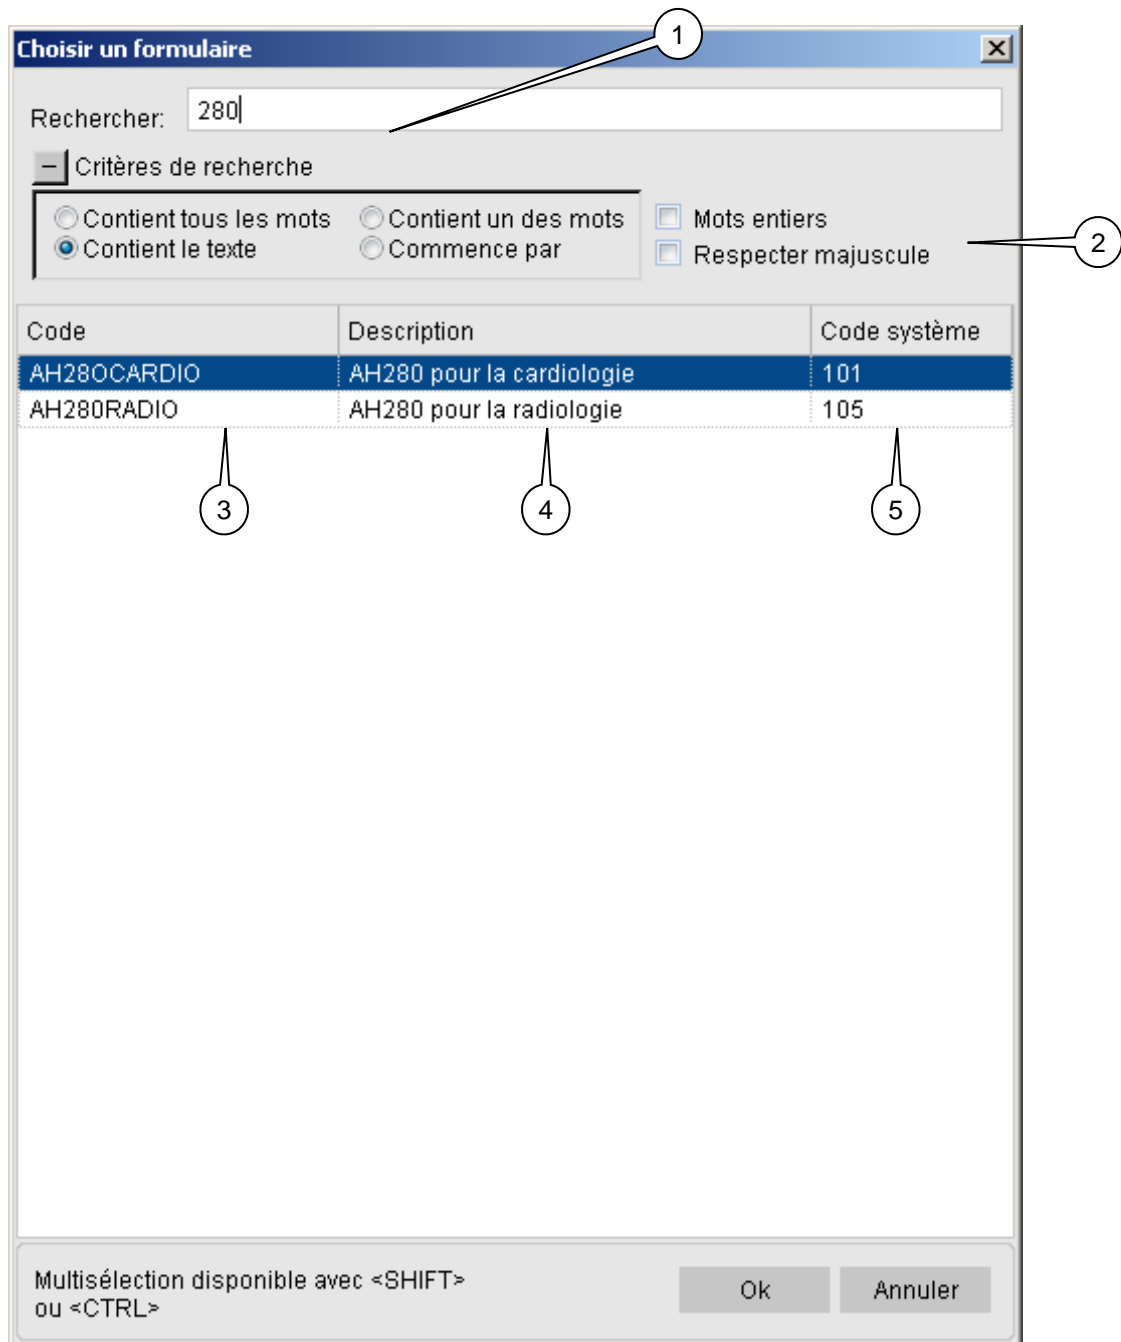 Choisir un formulaire
1
Rechercher: 280
– Critères de recherche
Contient tous les mots Contient un des mots Mots entiers
Contient le texte Commence par Respecter majuscule
2
Code Description Code système
AH28OCARDIO AH280 pour la cardiologie 101
AH280RADIO AH280 pour la radiologie 105
3 4 5
Multisélection disponible avec <SHIFT>
ou <CTRL>
Ok Annuler